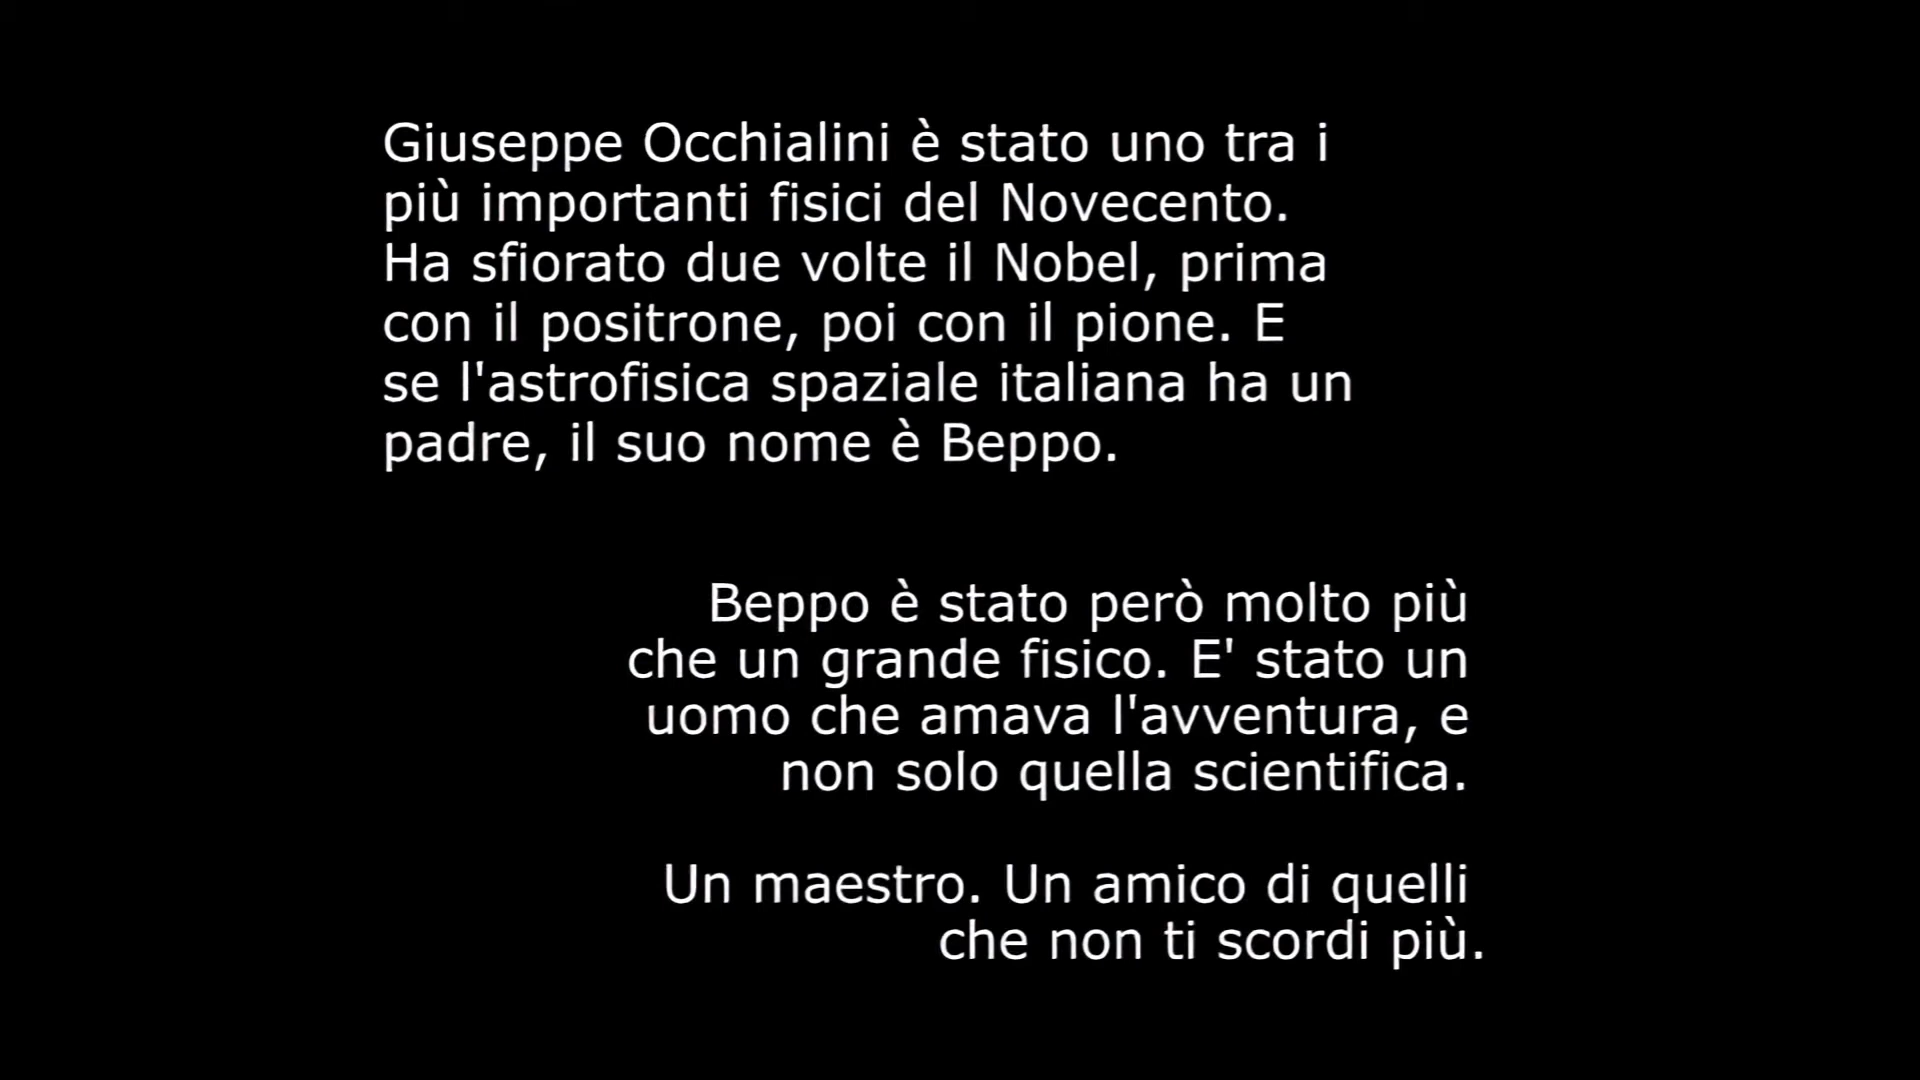 Giuseppe Occhialini è stato uno tra i
più importanti fisici del Novecento.
Ha sfiorato due volte il Nobel, prima
con il positrone, poi con il pione. E
se l'astrofisica spaziale italiana ha un
padre, il suo nome è Beppo.
Beppo è stato però molto più
che un grande fisico. E' stato un
uomo che amava l'avventura, e
non solo quella scientifica.
Un maestro. Un amico di quelli
che non ti scordi più.